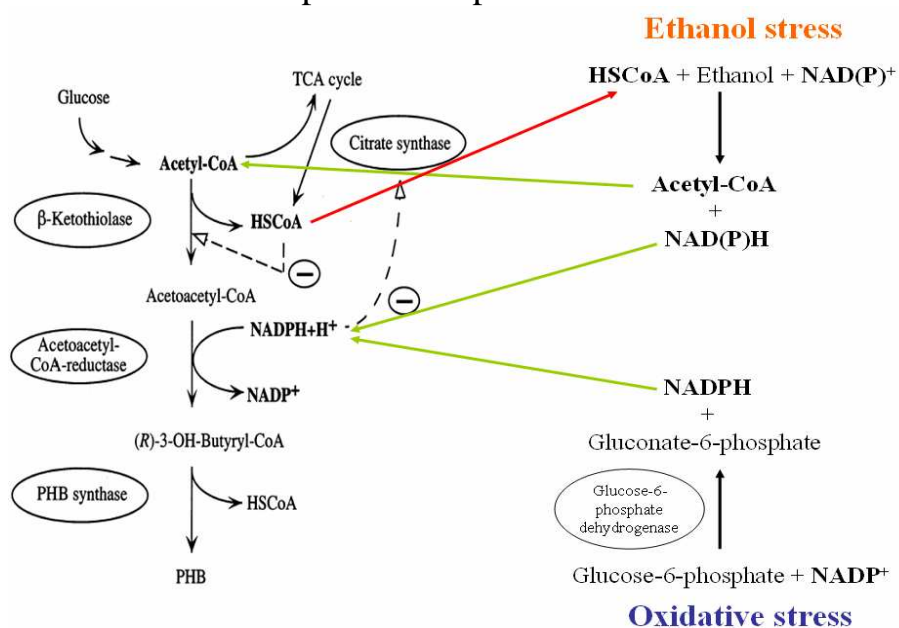 Ethanol stress
HSCoA + Ethanol + NAD(P)⁺
TCA cycle
Glucose
Citrate synthase
Acetyl-CoA
Acetyl-CoA
+
NAD(P)H
β-Ketothiolase
HSCoA
−
Acetoacetyl-CoA
−
NADPH+H⁺
Acetoacetyl-
CoA-reductase
NADP⁺
NADPH
+
Gluconate-6-phosphate
(R)-3-OH-Butyryl-CoA
PHB synthase
HSCoA
Glucose-6-
phosphate
dehydrogenase
PHB
Glucose-6-phosphate + NADP⁺
Oxidative stress